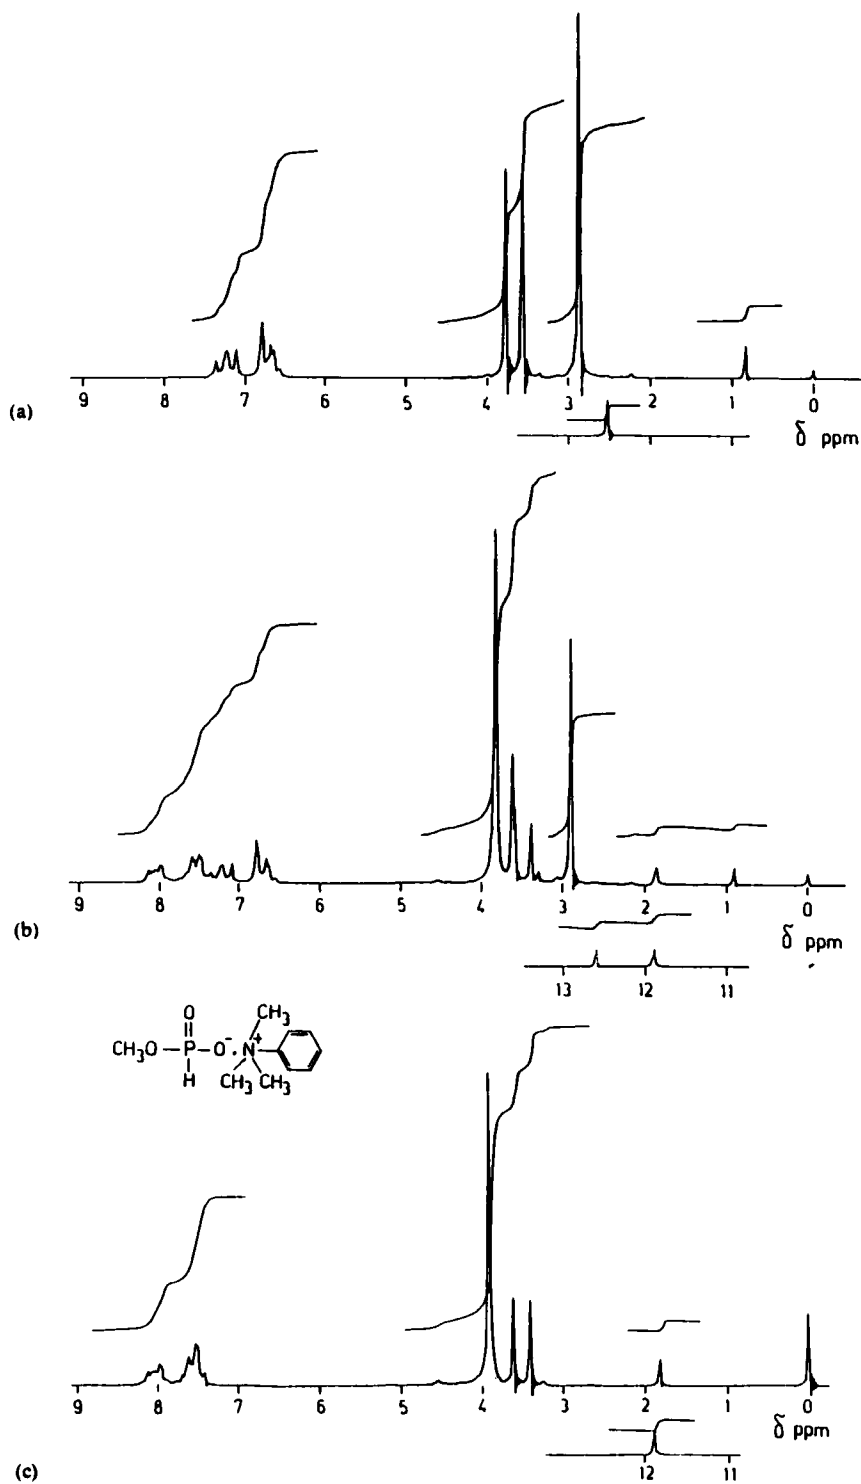 9 8 7 6 5 4 3 2 1 0
(a)
δ ppm
9 8 7 6 5 4 3 2 1 0
δ ppm
(b)
13 12 11
O
CH₃
CH₃O P O⁻ . N⁺
H CH₃ CH₃
9 8 7 6 5 4 3 2 1 0
δ ppm
12 11
(c)